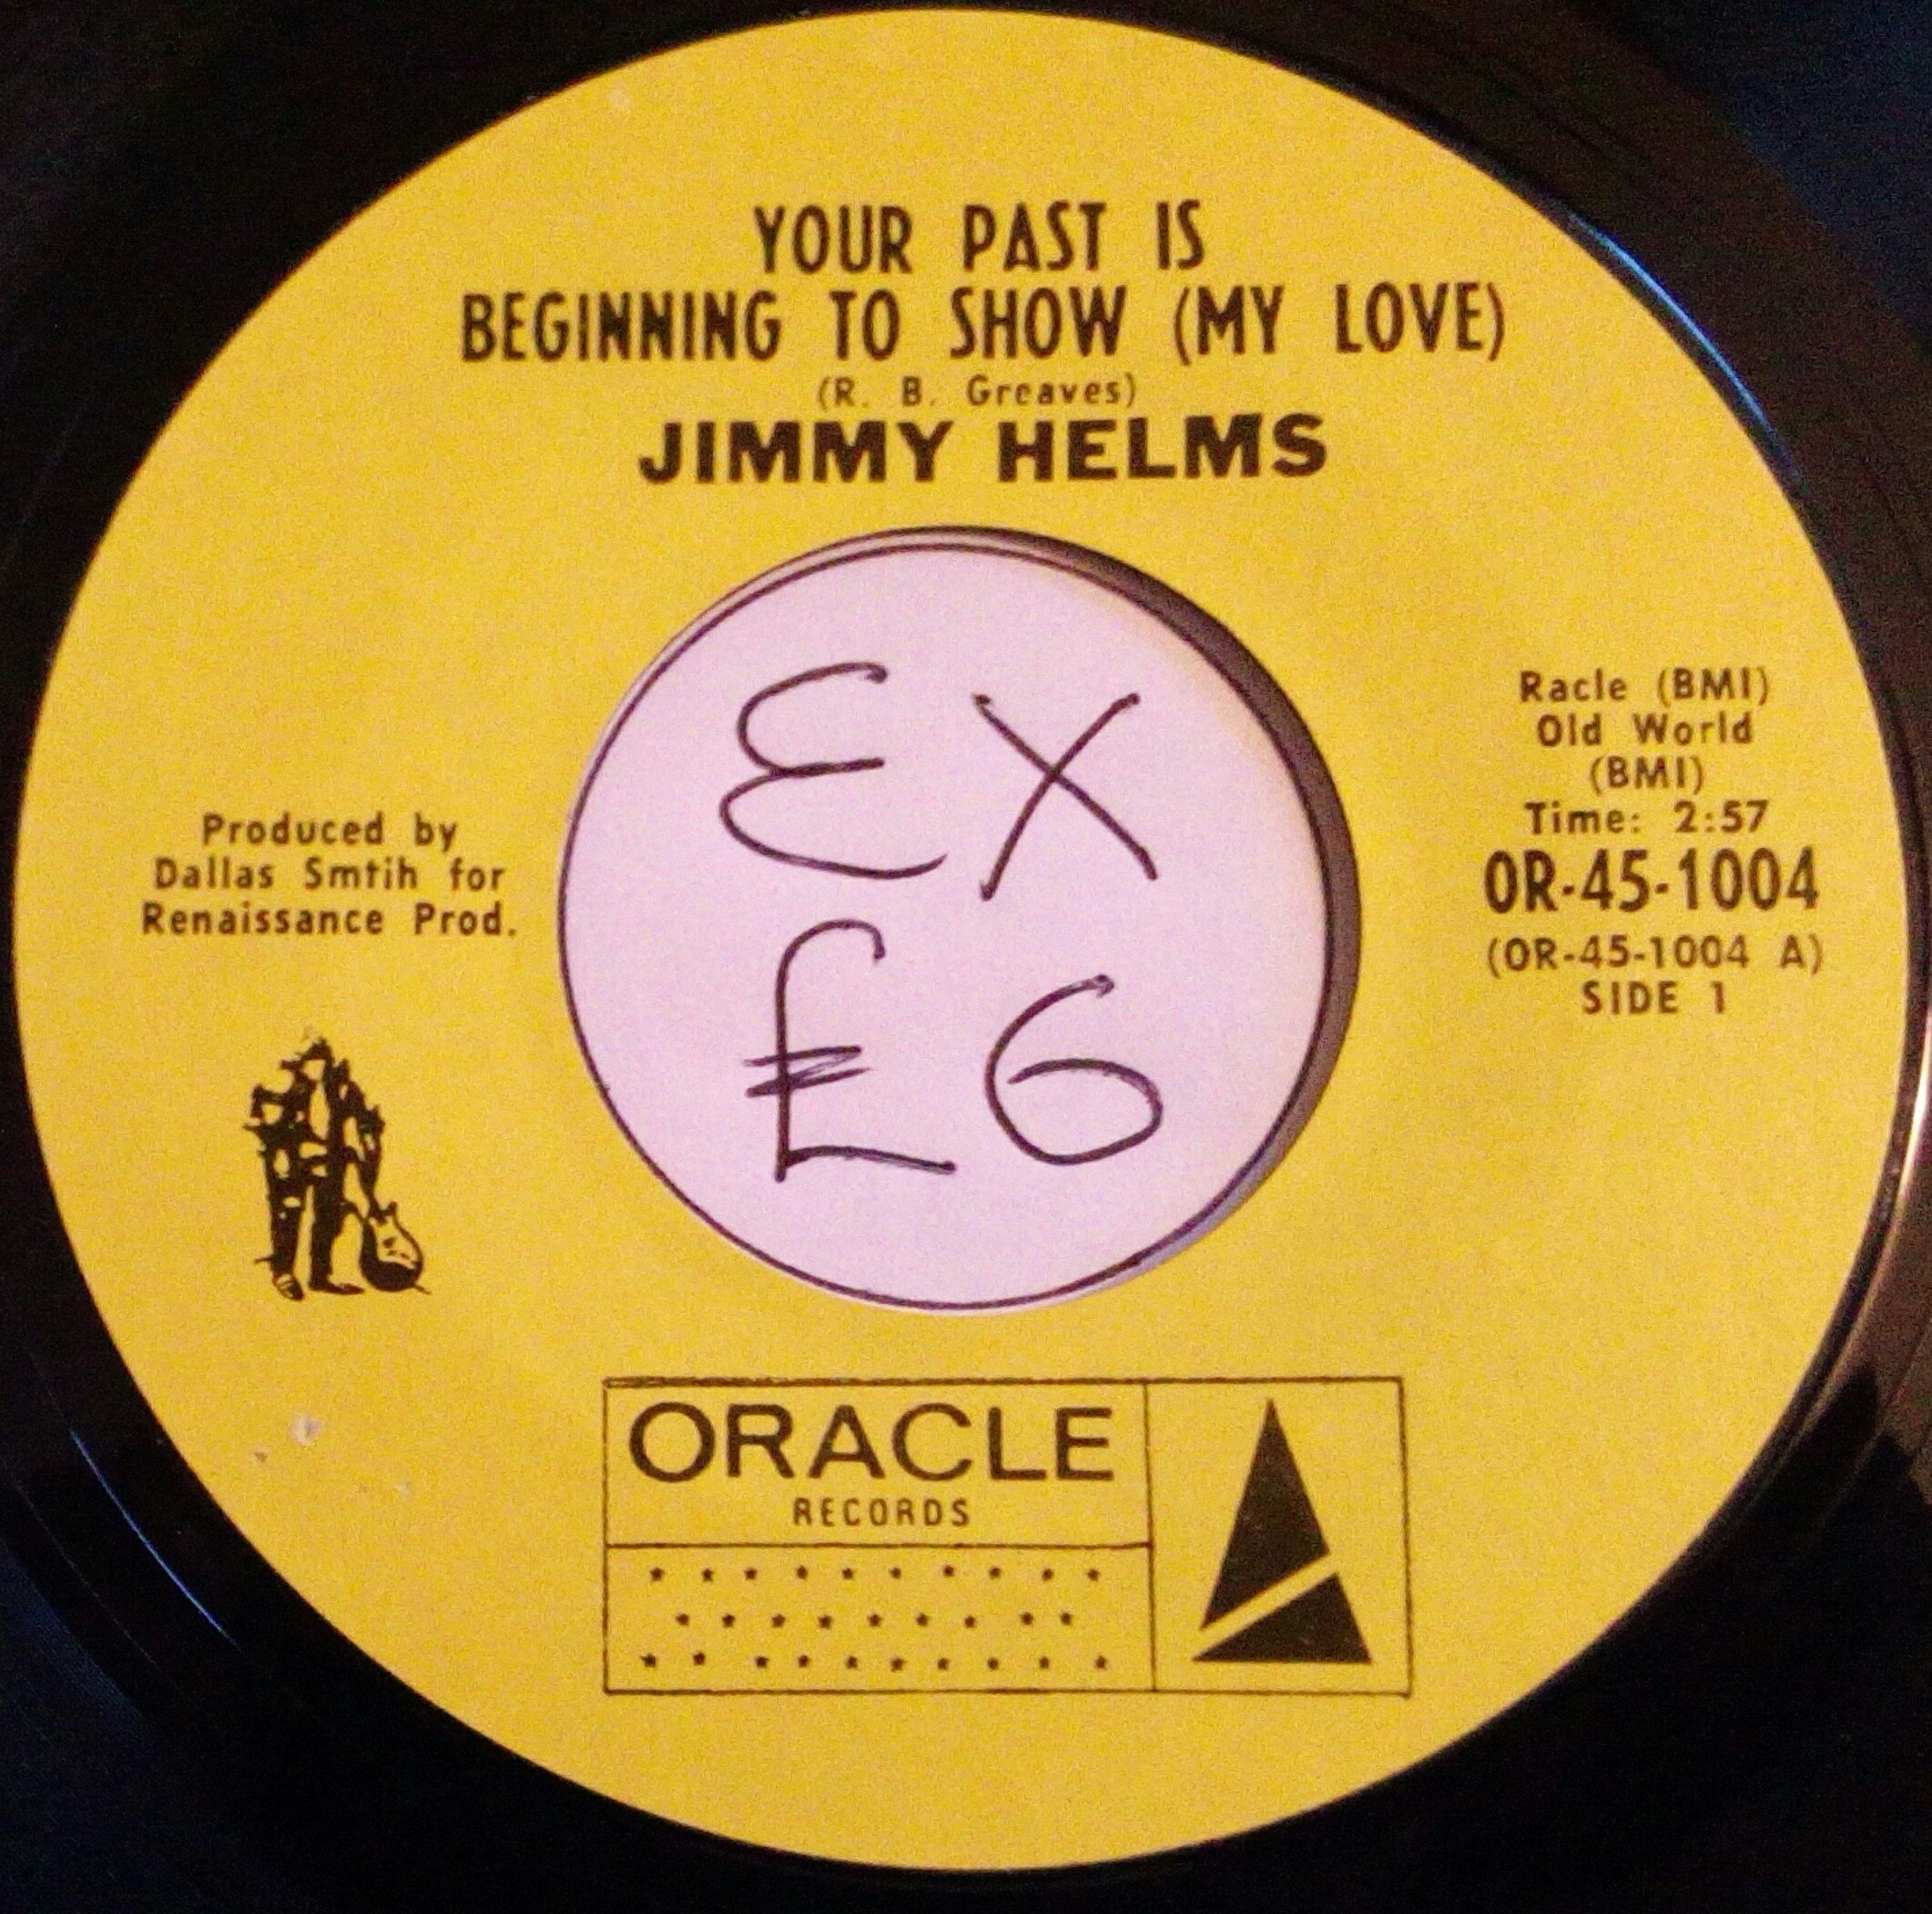 YOUR PAST IS
BEGINNING TO SHOW (MY LOVE)
(R. B. Greaves)
JIMMY HELMS
EX
£6
Produced by
Dallas Smtih for
Renaissance Prod.
Racle (BMI)
Old World
(BMI)
Time: 2:57
OR-45-1004
(OR-45-1004 A)
SIDE 1
ORACLE
RECORDS